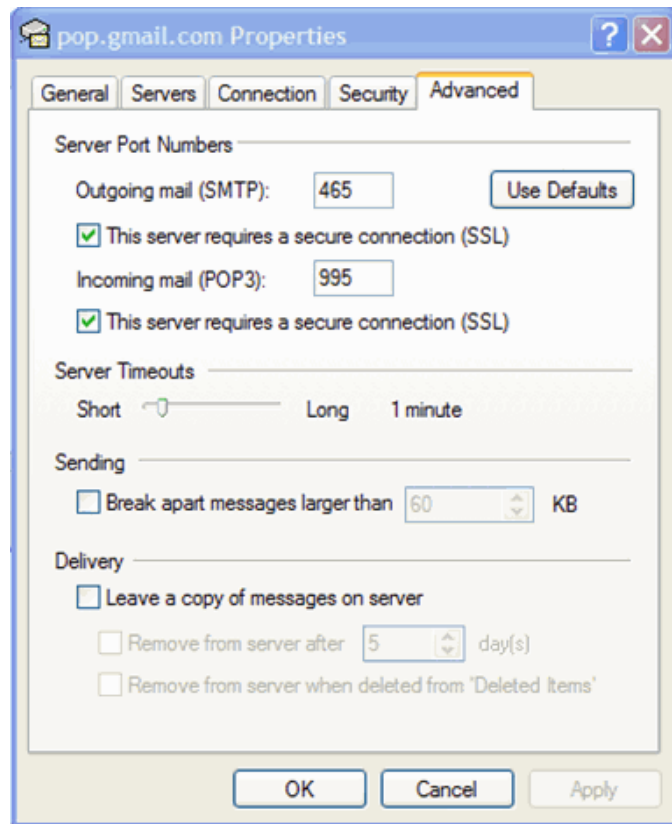 pop.gmail.com Properties
General Servers Connection Security Advanced
Server Port Numbers
Outgoing mail (SMTP): 465 Use Defaults
This server requires a secure connection (SSL)
Incoming mail (POP3): 995
This server requires a secure connection (SSL)
Server Timeouts
Short Long 1 minute
Sending
Break apart messages larger than 60 KB
Delivery
Leave a copy of messages on server
Remove from server after 5 day(s)
Remove from server when deleted from 'Deleted Items'
OK Cancel Apply